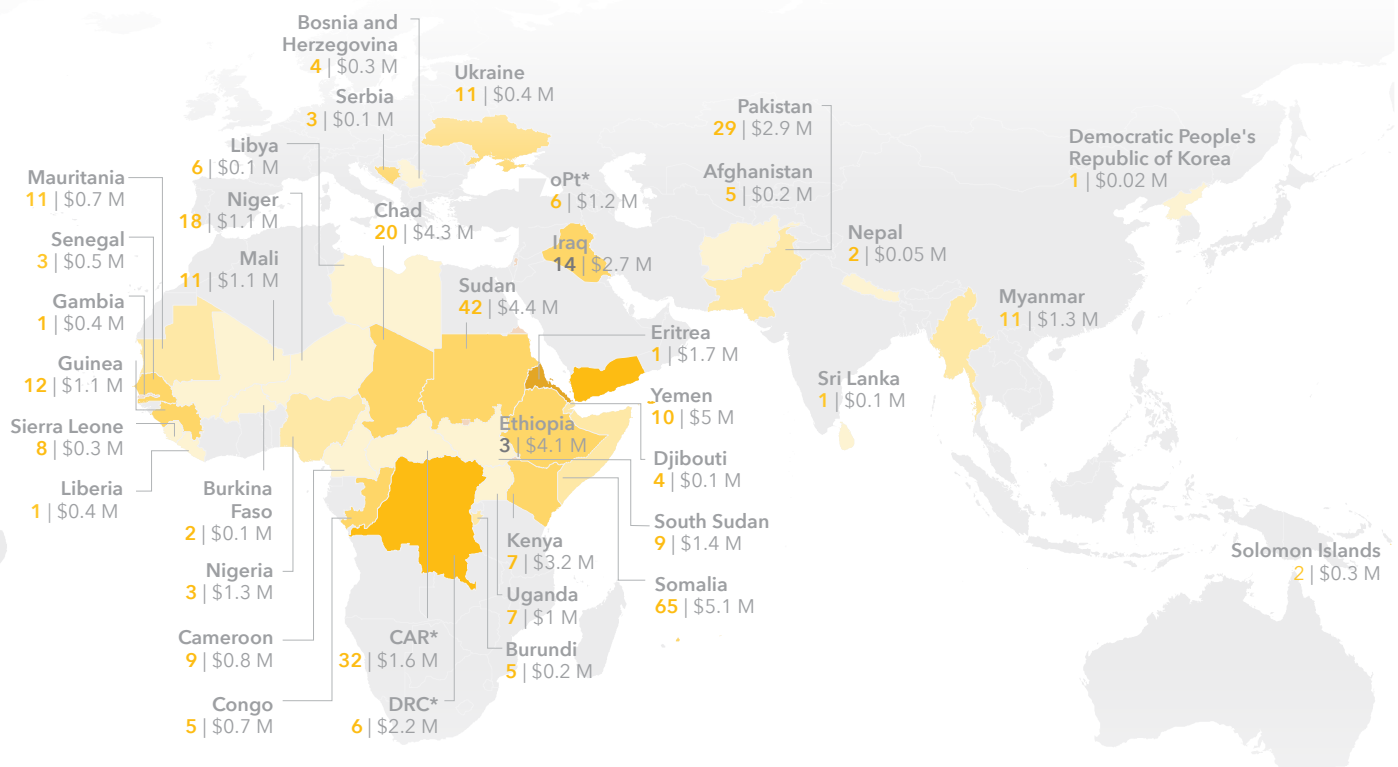 Bosnia and
Herzegovina
4 | $0.3 M
Ukraine
11 | $0.4 M
Serbia
3 | $0.1 M
Pakistan
29 | $2.9 M
Democratic People's
Republic of Korea
1 | $0.02 M
Libya
6 | $0.1 M
Mauritania
11 | $0.7 M
Niger
18 | $1.1 M
Chad
20 | $4.3 M
oPt*
6 | $1.2 M
Afghanistan
5 | $0.2 M
Senegal
3 | $0.5 M
Mali
11 | $1.1 M
Iraq
14 | $2.7 M
Nepal
2 | $0.05 M
Gambia
1 | $0.4 M
Sudan
42 | $4.4 M
Myanmar
11 | $1.3 M
Guinea
12 | $1.1 M
Eritrea
1 | $1.7 M
Sri Lanka
1 | $0.1 M
Yemen
10 | $5 M
Sierra Leone
8 | $0.3 M
Ethiopia
3 | $4.1 M
Djibouti
4 | $0.1 M
Liberia
1 | $0.4 M
Burkina
Faso
2 | $0.1 M
South Sudan
9 | $1.4 M
Kenya
7 | $3.2 M
Solomon Islands
2 | $0.3 M
Nigeria
3 | $1.3 M
Uganda
7 | $1 M
Somalia
65 | $5.1 M
Cameroon
9 | $0.8 M
CAR*
32 | $1.6 M
Burundi
5 | $0.2 M
Congo
5 | $0.7 M
DRC*
6 | $2.2 M